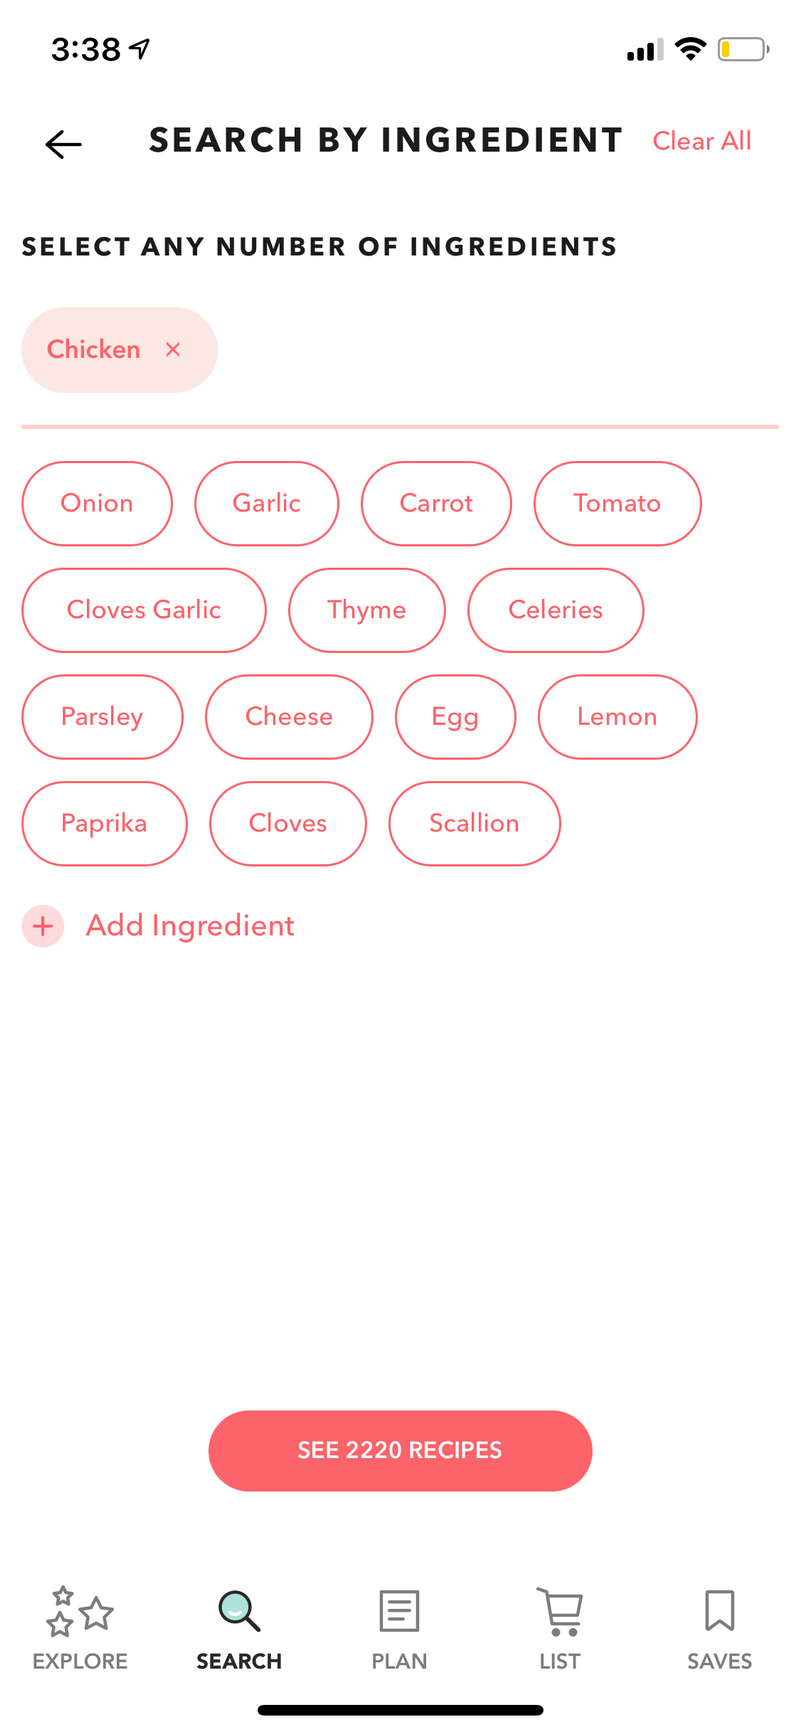 3:38
SEARCH BY INGREDIENT Clear All
SELECT ANY NUMBER OF INGREDIENTS
Chicken ×
Onion Garlic Carrot Tomato
Cloves Garlic Thyme Celeries
Parsley Cheese Egg Lemon
Paprika Cloves Scallion
+ Add Ingredient
SEE 2220 RECIPES
EXPLORE SEARCH PLAN LIST SAVES